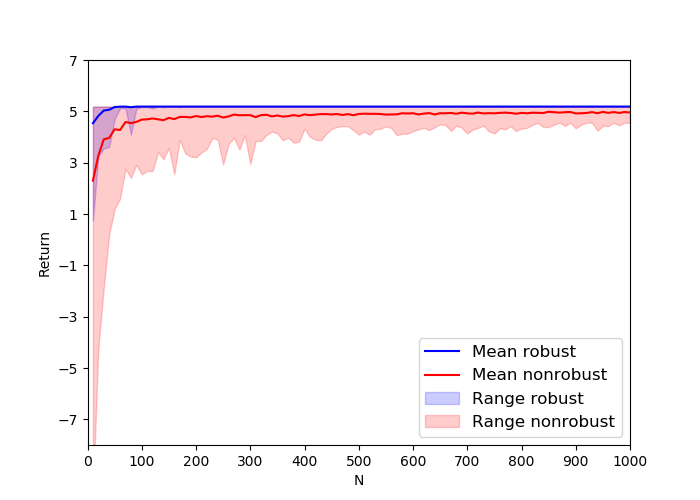 7
5
3
1
−1
−3
−5
−7
Return
0 100 200 300 400 500 600 700 800 900 1000
N
Mean robust
Mean nonrobust
Range robust
Range nonrobust